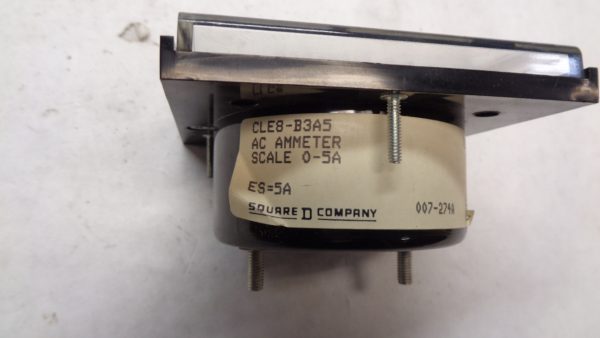 CLE8-B3A5
AC AMMETER
SCALE 0-5A
ES=5A
SQUARE D COMPANY
007-274A